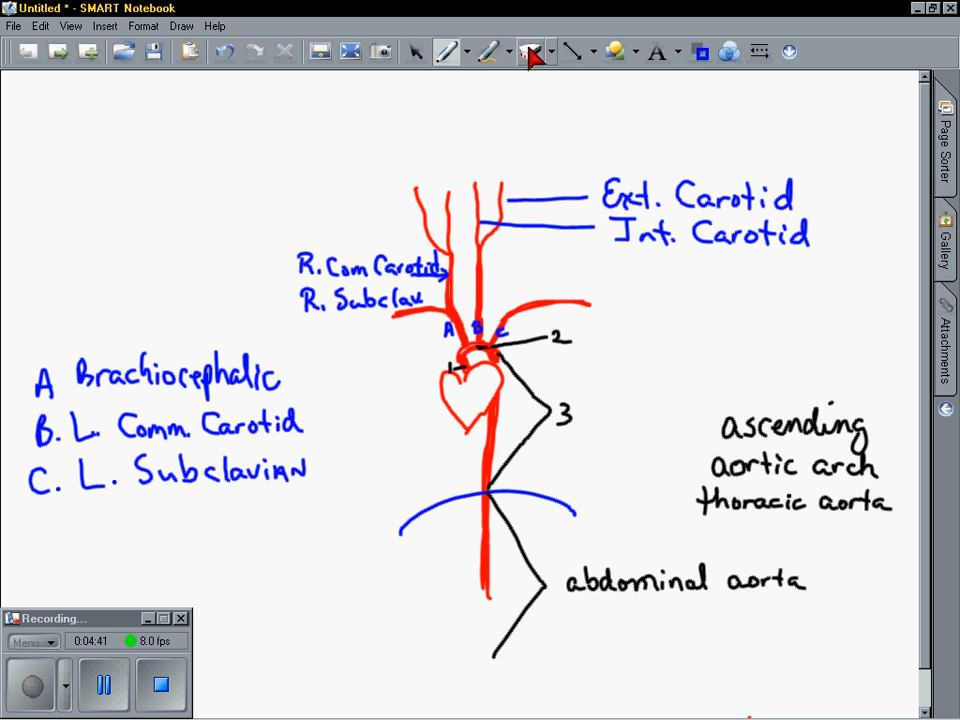 Untitled * - SMART Notebook
File Edit View Insert Format Draw Help
Page Sorter
Gallery
Attachments
Ext. Carotid
Int. Carotid
R. Com Carotid
R. Subclav
A B C
2
1
3
A Brachiocephalic
B. L. Comm. Carotid
C. L. Subclavian
ascending
aortic arch
thoracic aorta
abdominal aorta
Recording...
Menu 0:04:41 8.0 fps